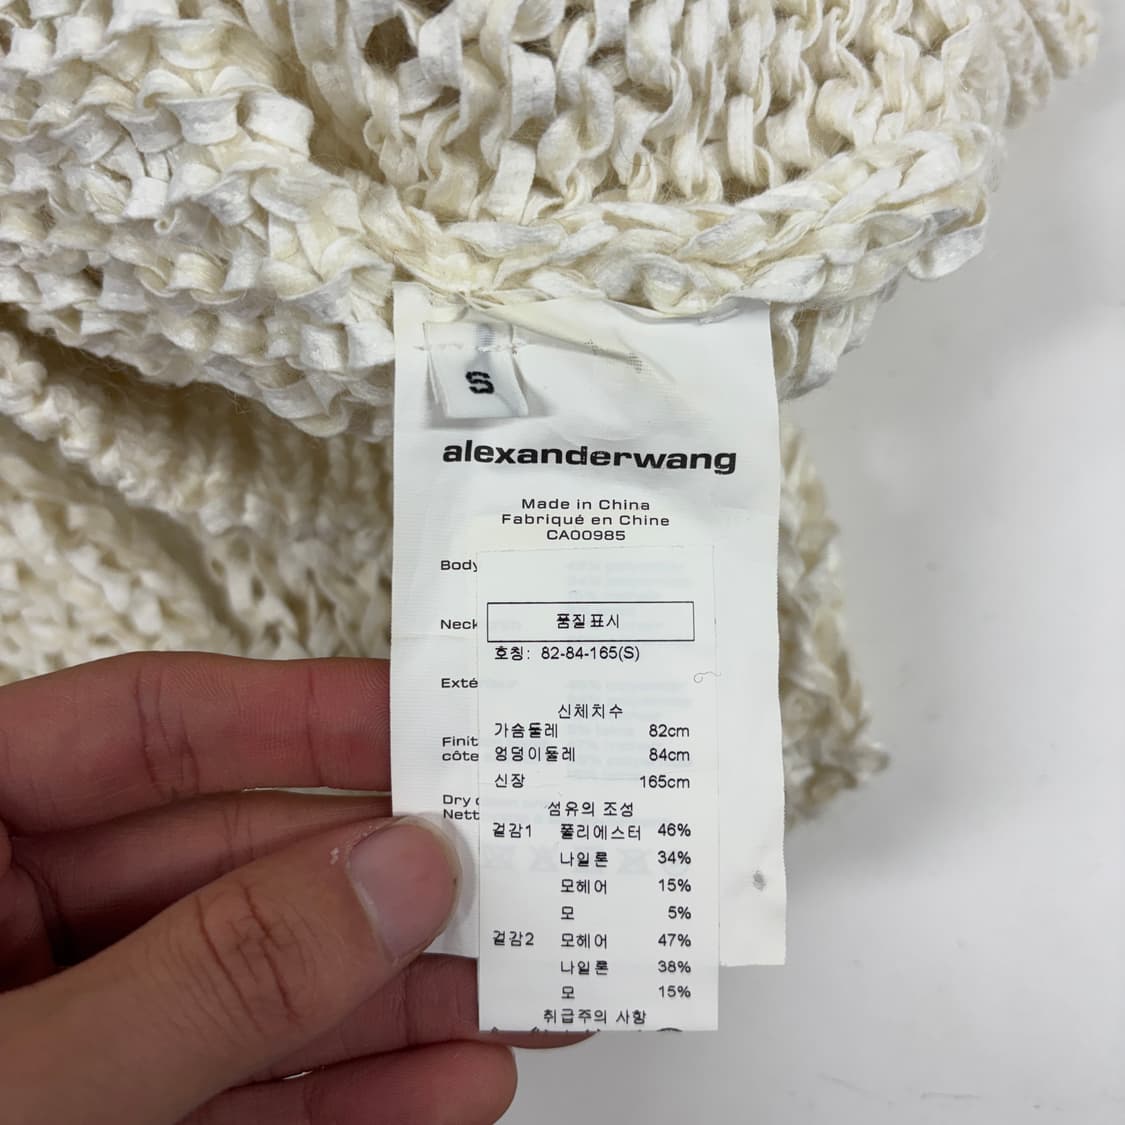 S
alexanderwang
Made in China
Fabriqué en Chine
CA00985
Body
Neck
품질표시
호칭: 82-84-165(S)
Exté
신체치수
가슴둘레 82cm
Finit
côte
엉덩이둘레 84cm
신장 165cm
Dry
Nett
섬유의 조성
겉감1 폴리에스터 46%
나일론 34%
모헤어 15%
모 5%
겉감2 모헤어 47%
나일론 38%
모 15%
취급주의 사항